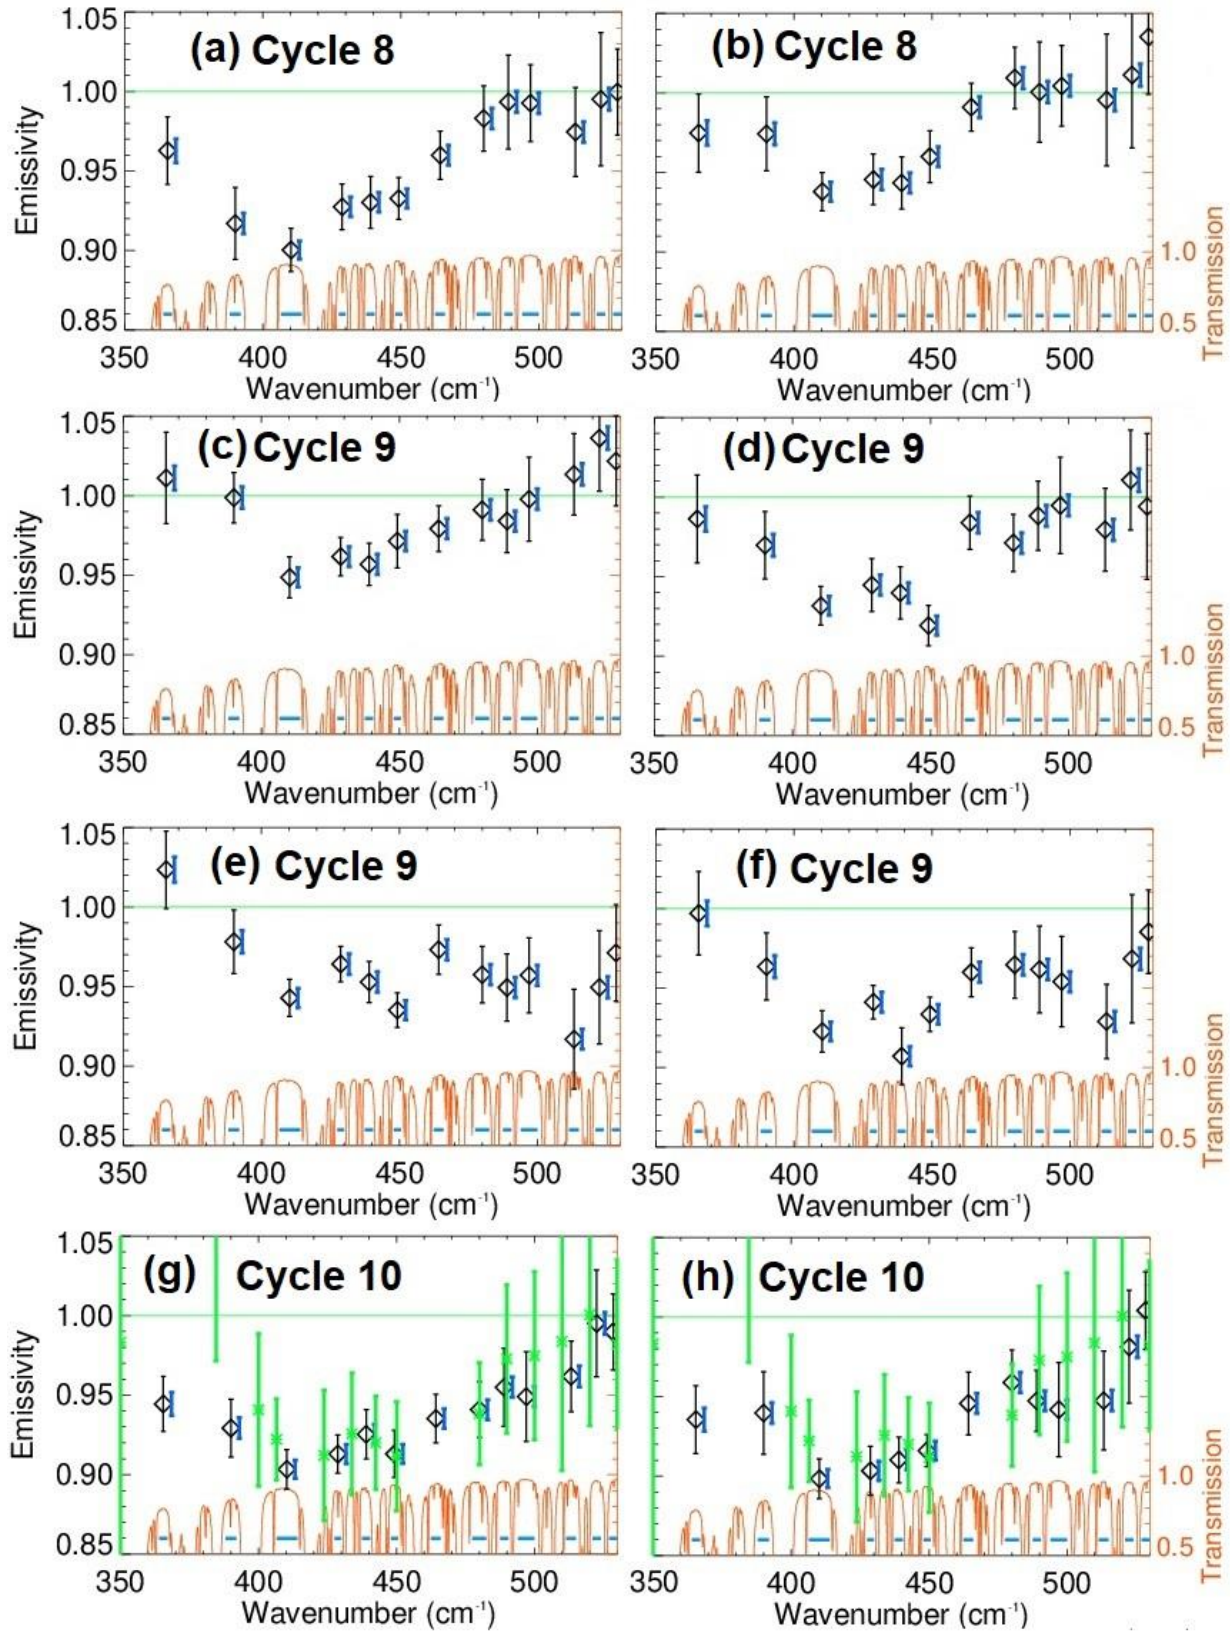 (a) Cycle 8
(b) Cycle 8
1.05
1.00
0.95
0.90
0.85
Emissivity
1.0
0.5
Transmission
350 400 450 500
350 400 450 500
Wavenumber (cm⁻¹)
Wavenumber (cm⁻¹)
(c) Cycle 9
(d) Cycle 9
1.05
1.00
0.95
0.90
0.85
Emissivity
1.0
0.5
Transmission
350 400 450 500
350 400 450 500
Wavenumber (cm⁻¹)
Wavenumber (cm⁻¹)
(e) Cycle 9
(f) Cycle 9
1.05
1.00
0.95
0.90
0.85
Emissivity
1.0
0.5
Transmission
350 400 450 500
350 400 450 500
Wavenumber (cm⁻¹)
Wavenumber (cm⁻¹)
(g) Cycle 10
(h) Cycle 10
1.05
1.00
0.95
0.90
0.85
Emissivity
1.0
0.5
Transmission
350 400 450 500
350 400 450 500
Wavenumber (cm⁻¹)
Wavenumber (cm⁻¹)